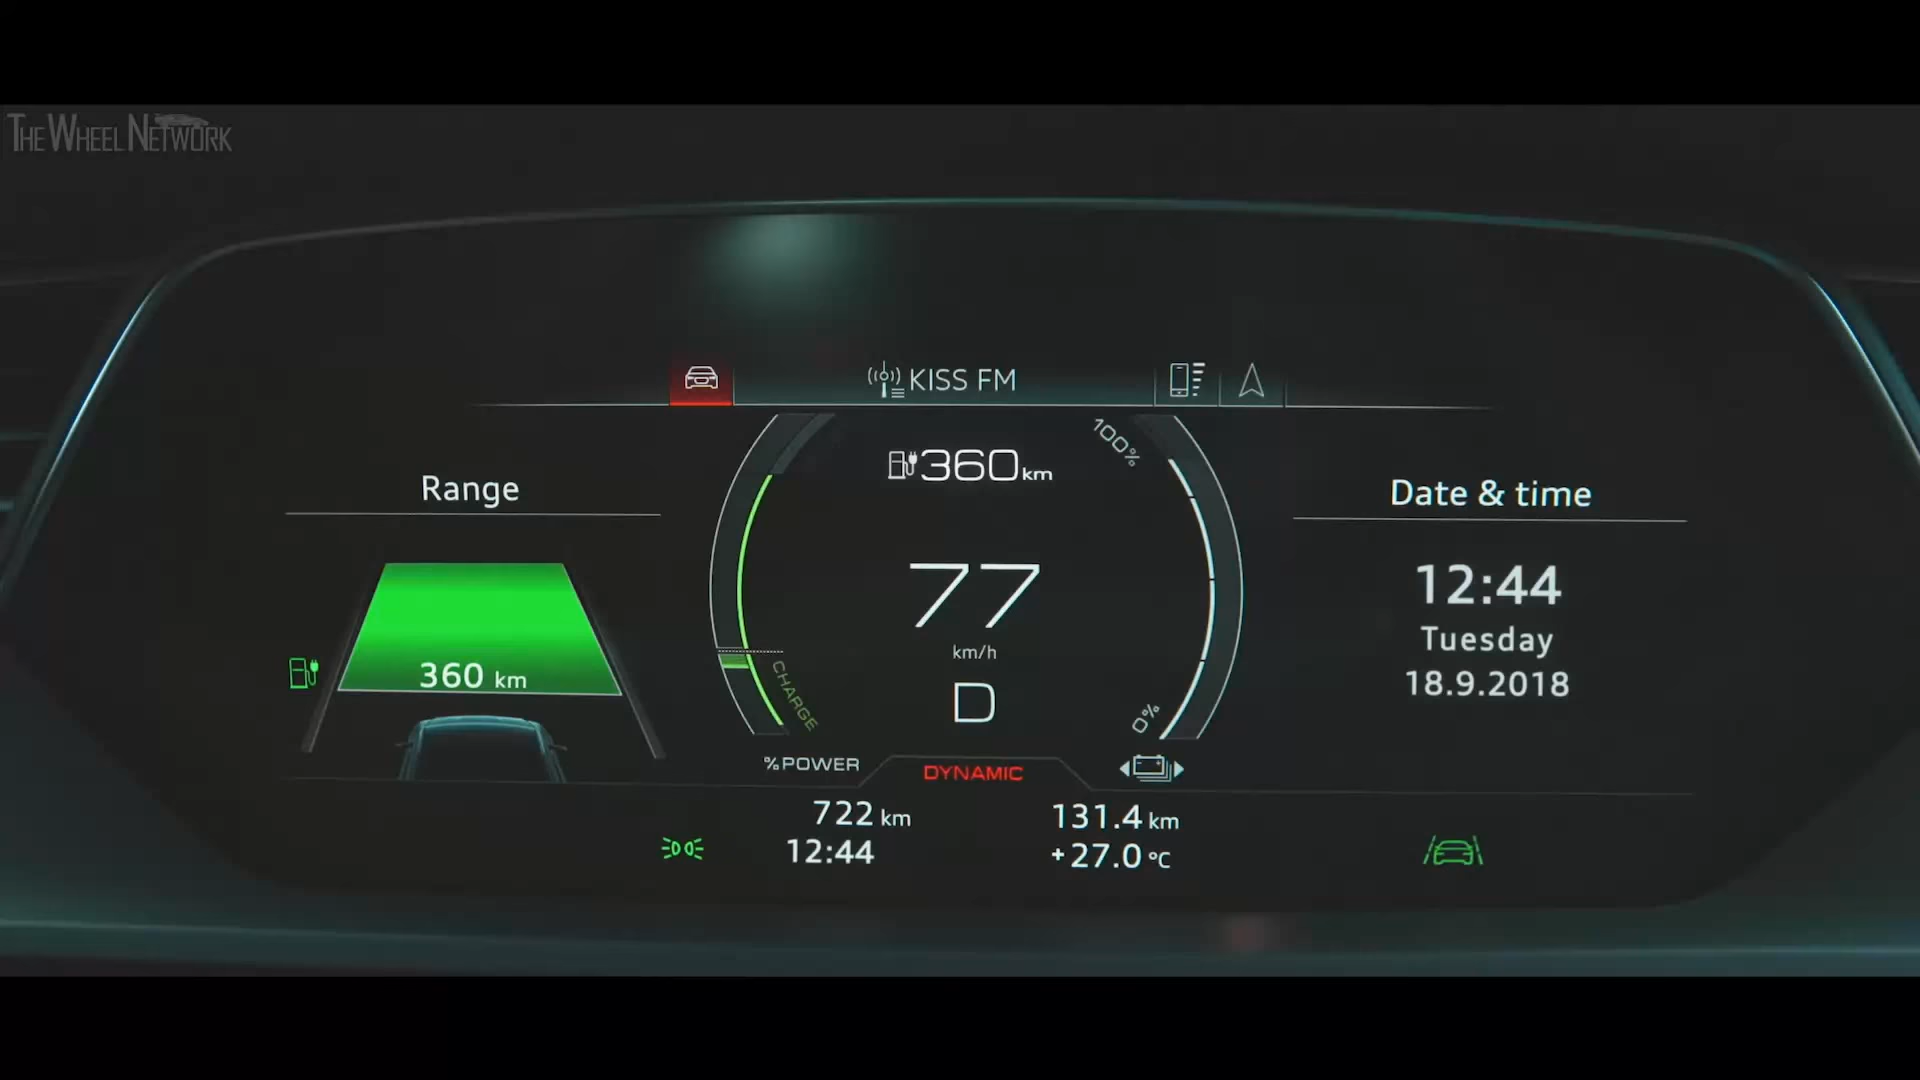 THE WHEEL NETWORK
KISS FM
Range
360 km
360 km
77
km/h
D
100%
0%
CHARGE
%POWER
DYNAMIC
Date & time
12:44
Tuesday
18.9.2018
722 km
131.4 km
12:44
+27.0 °C